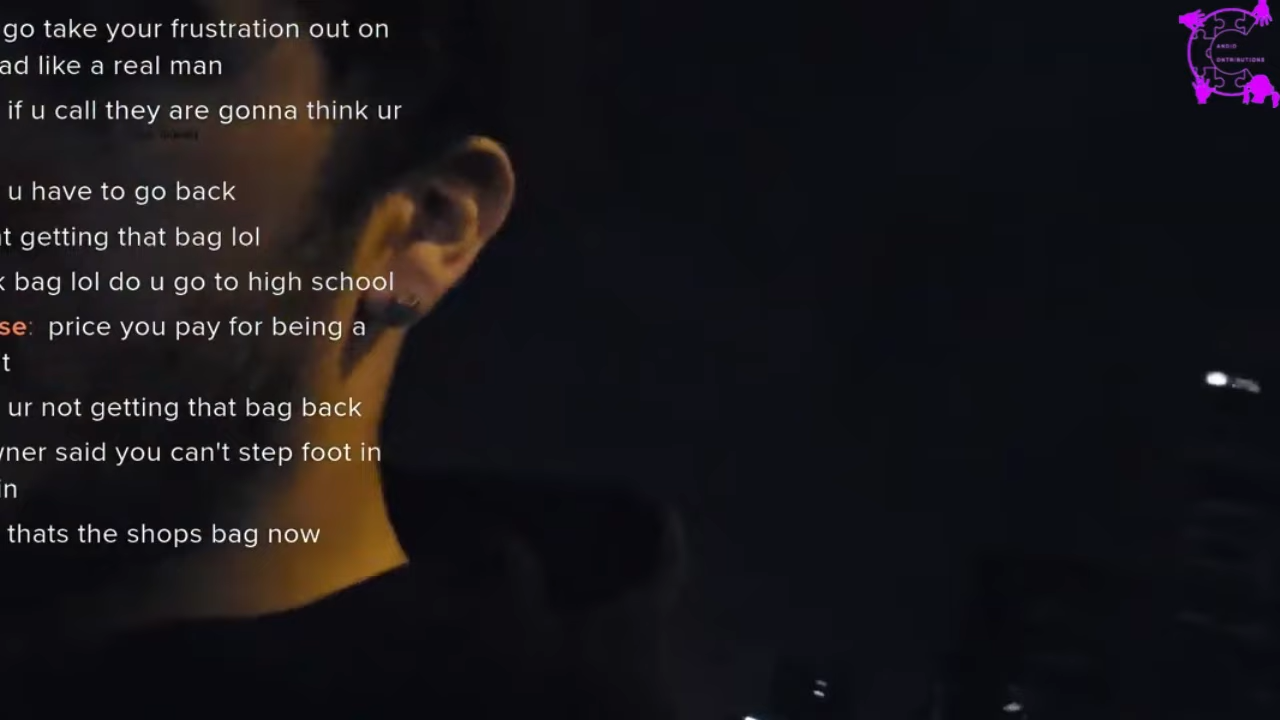 go take your frustration out on
ad like a real man
if u call they are gonna think ur
u have to go back
t getting that bag lol
k bag lol do u go to high school
se: price you pay for being a
t
ur not getting that bag back
ner said you can't step foot in
in
thats the shops bag now
ANDID
ONTRIBUTIONS